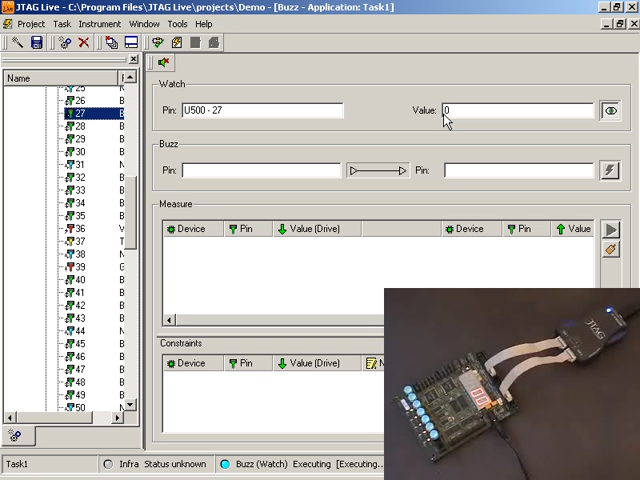 JTAG Live - C:\Program Files\JTAG Live\projects\Demo - [Buzz - Application: Task1]
Project Task Instrument Window Tools Help
Name
Watch
Pin: U500 - 27 Value: 0
Buzz
Pin: Pin:
Measure
Device Pin Value (Drive) Device Pin Value
Constraints
Device Pin Value (Drive) N
25
26 B
27 B
28 B
29 B
30 B
31 N
32 B
33 B
34 B
35 B
36 V
37 T
38 N
39 G
40 B
41 B
42 B
43 B
44 N
45 B
46 B
47 B
48 B
49 B
50 N
JTAG
Task1 Infra Status unknown Buzz (Watch) Executing [Executing..